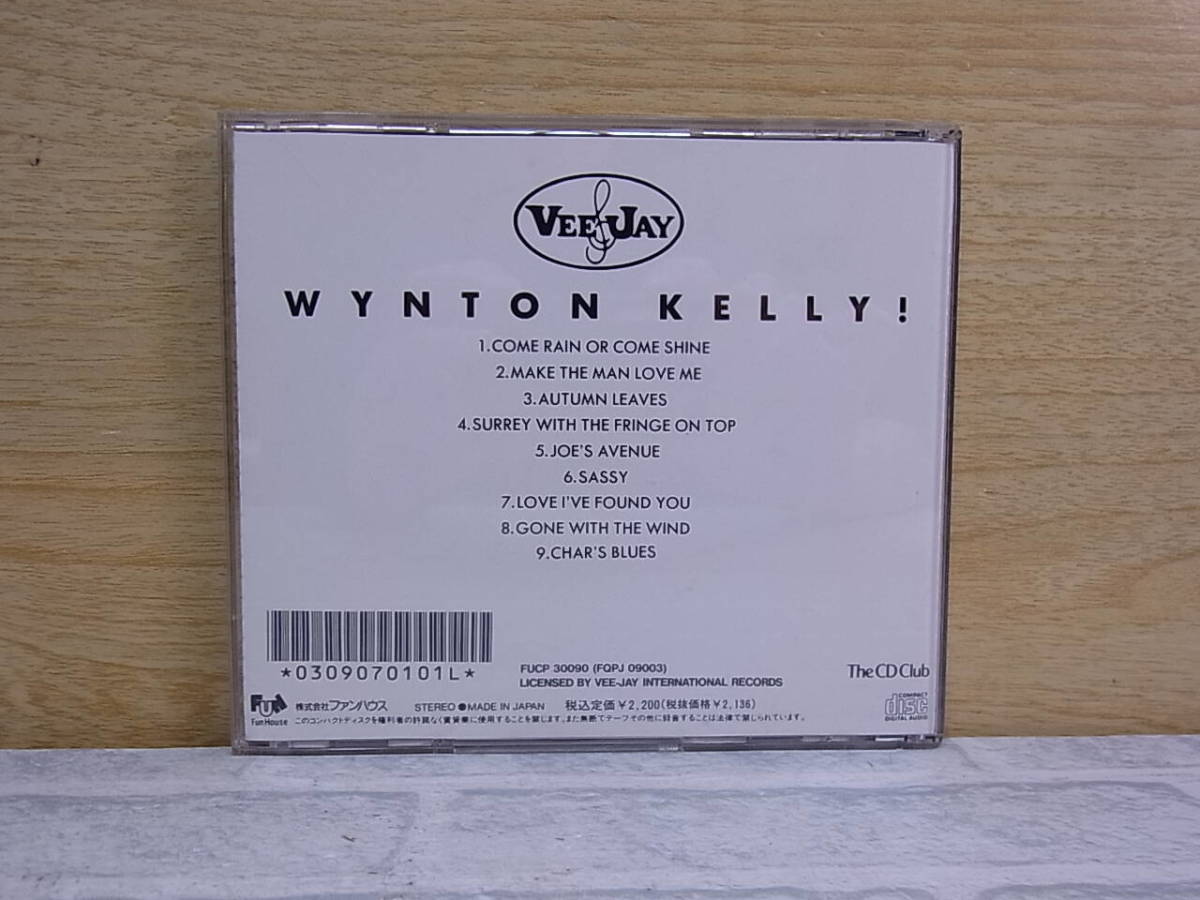 VEE JAY
WYNTON KELLY!
1.COME RAIN OR COME SHINE
2.MAKE THE MAN LOVE ME
3.AUTUMN LEAVES
4.SURREY WITH THE FRINGE ON TOP
5.JOE'S AVENUE
6.SASSY
7.LOVE I'VE FOUND YOU
8.GONE WITH THE WIND
9.CHAR'S BLUES
*0309070101L*
FUCP 30090 (FQPJ 09003)
LICENSED BY VEE-JAY INTERNATIONAL RECORDS
The CD Club
Fun House
株式会社ファンハウス STEREO ●MADE IN JAPAN 税込定価¥2,200(税抜価格¥2,136)
このコンパクトディスクを権利者の許諾なく賃貸業に使用することを禁じます。また無断でテープその他に録音することは法律で禁じられています。
COMPACT
disc
DIGITAL AUDIO